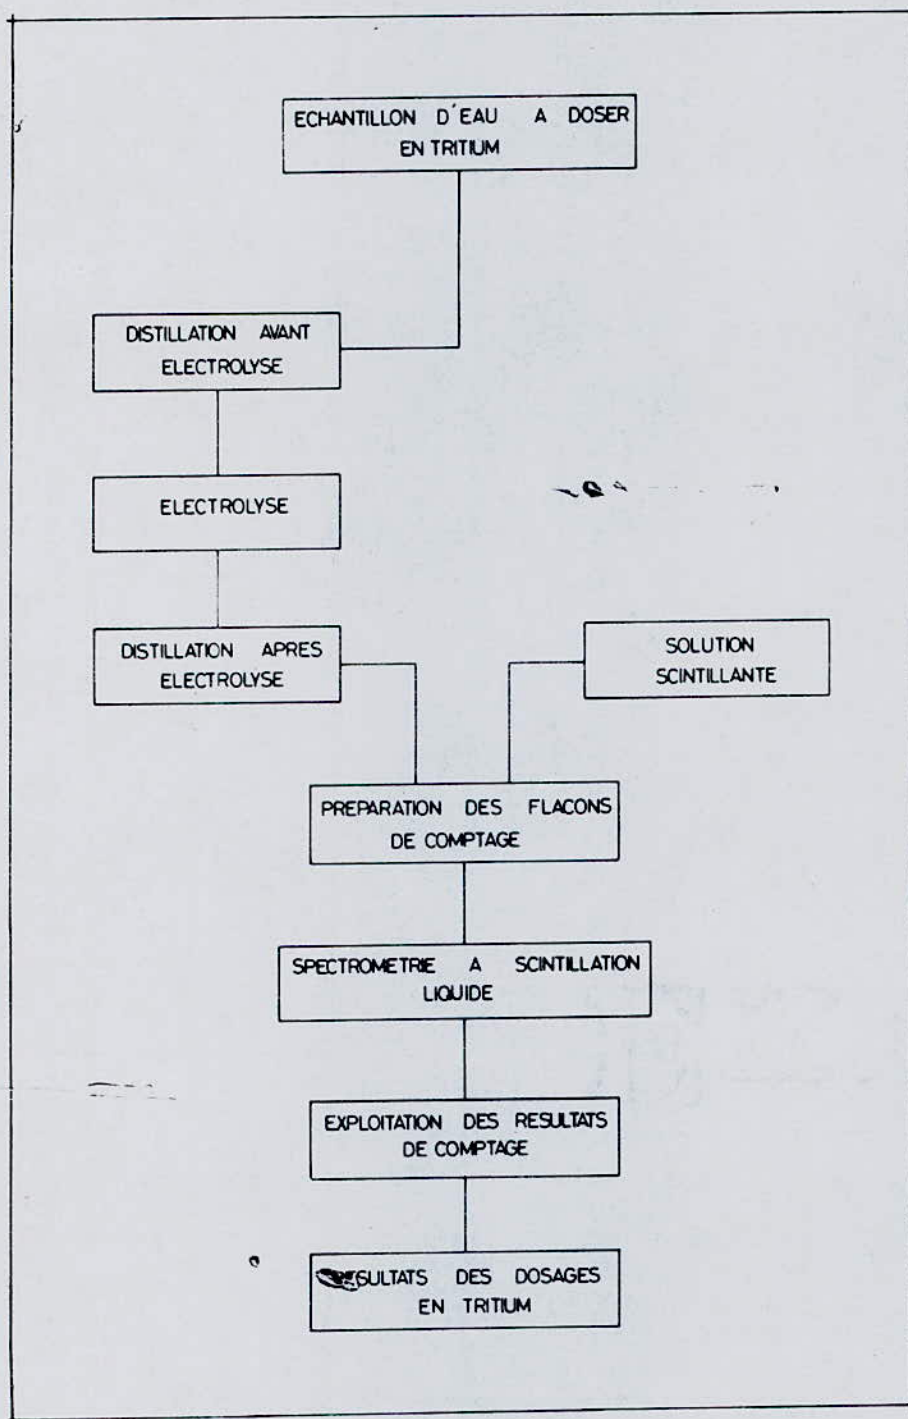 ECHANTILLON D'EAU A DOSER
EN TRITIUM
DISTILLATION AVANT
ELECTROLYSE
ELECTROLYSE
DISTILLATION APRES
ELECTROLYSE
SOLUTION
SCINTILLANTE
PREPARATION DES FLACONS
DE COMPTAGE
SPECTROMETRIE A SCINTILLATION
LIQUIDE
EXPLOITATION DES RESULTATS
DE COMPTAGE
DES DOSAGES
EN TRITIUM